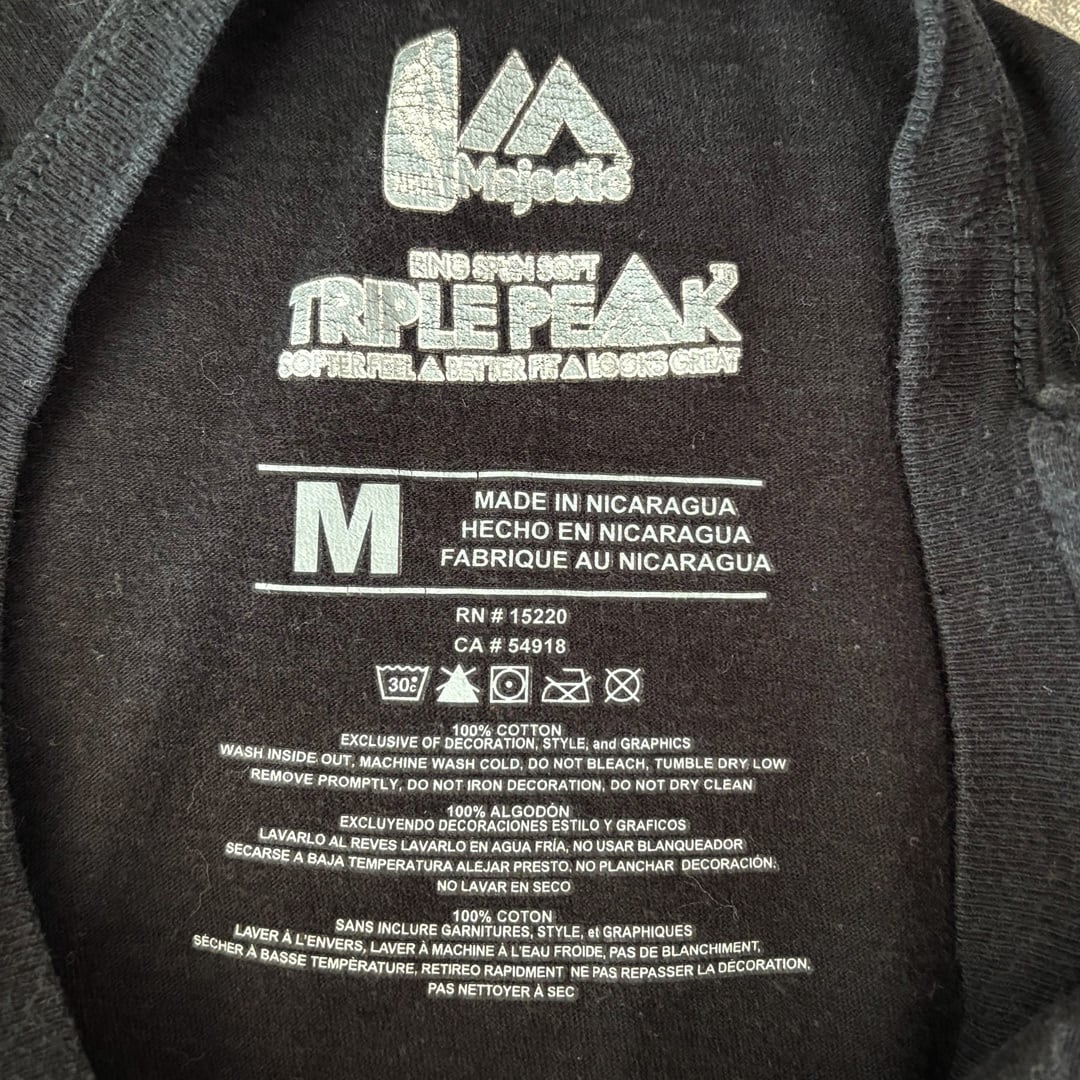 Majestic
RING SPUN SOFT
TRIPLE PEAK™
SOFTER FEEL BETTER FIT LOOKS GREAT
M
MADE IN NICARAGUA
HECHO EN NICARAGUA
FABRIQUE AU NICARAGUA
RN # 15220
CA # 54918
30c
100% COTTON
EXCLUSIVE OF DECORATION, STYLE, and GRAPHICS
WASH INSIDE OUT, MACHINE WASH COLD, DO NOT BLEACH, TUMBLE DRY LOW
REMOVE PROMPTLY, DO NOT IRON DECORATION, DO NOT DRY CLEAN
100% ALGODÓN
EXCLUYENDO DECORACIONES ESTILO Y GRAFICOS
LAVARLO AL REVES LAVARLO EN AGUA FRÍA, NO USAR BLANQUEADOR
SECARSE A BAJA TEMPERATURA ALEJAR PRESTO, NO PLANCHAR DECORACIÓN.
NO LAVAR EN SECO
100% COTON
SANS INCLURE GARNITURES, STYLE, et GRAPHIQUES
LAVER À L'ENVERS, LAVER À MACHINE À L'EAU FROIDE, PAS DE BLANCHIMENT,
SÉCHER À BASSE TEMPÈRATURE, RETIREO RAPIDMENT NE PAS REPASSER LA DÉCORATION,
PAS NETTOYER À SEC